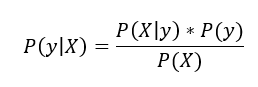 P(y|X) = P(X|y) * P(y) / P(X)